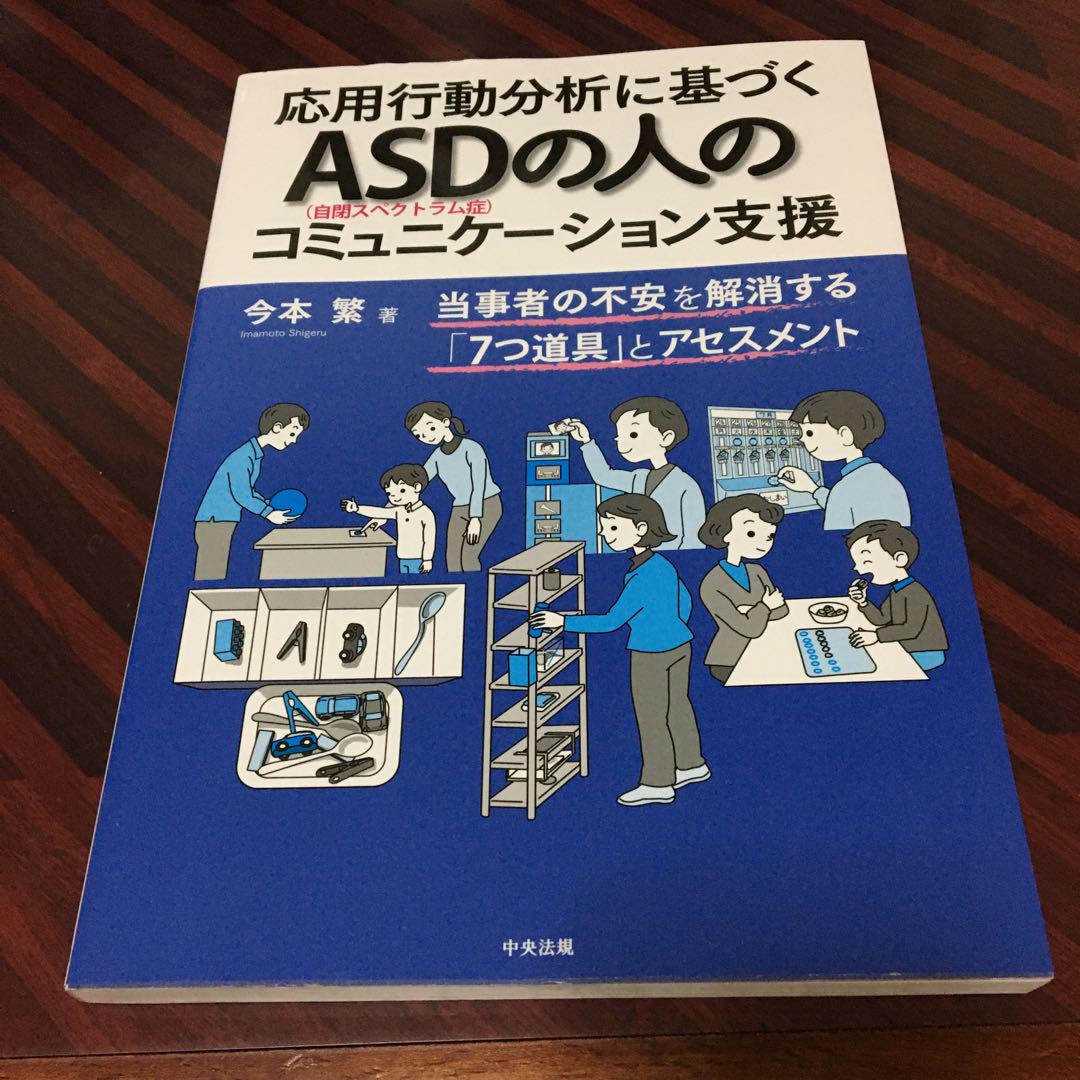 応用行動分析に基づく
ASDの人の
(自閉スペクトラム症)
コミュニケーション支援
今本 繁 著
Imamoto Shigeru
当事者の不安を解消する
「7つ道具」とアセスメント
中央法規